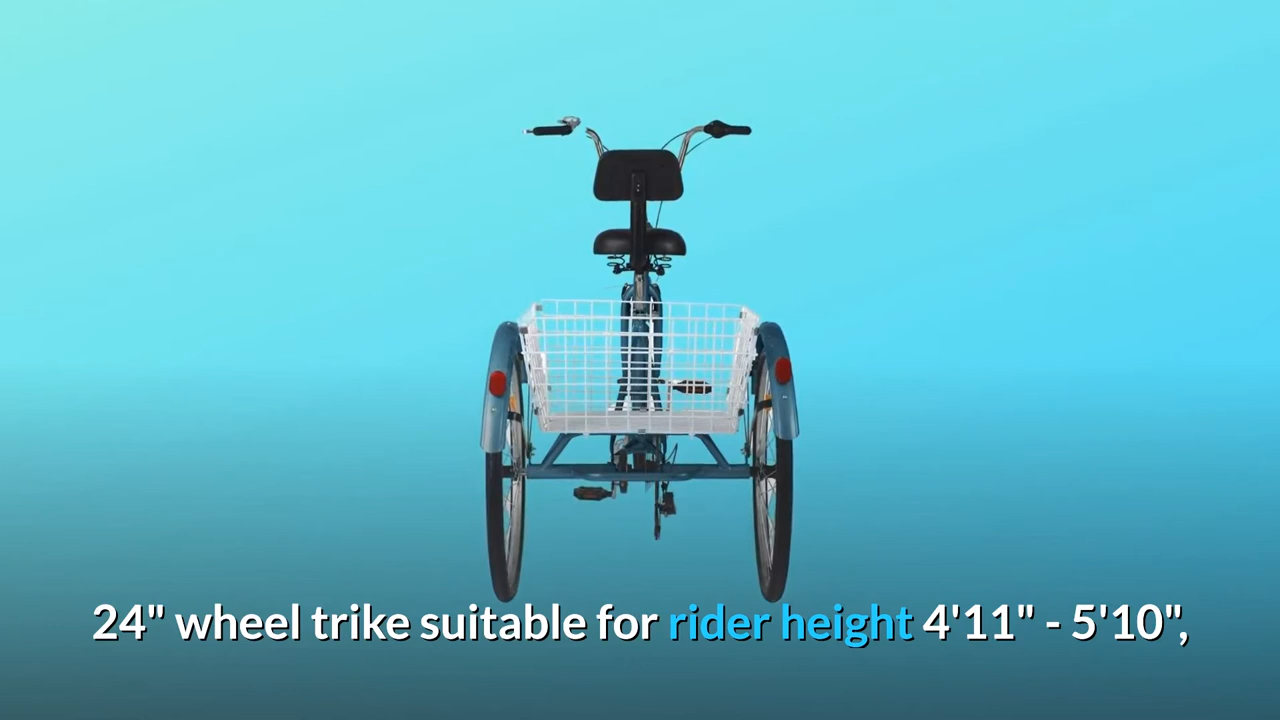 24" wheel trike suitable for rider height 4'11" - 5'10",